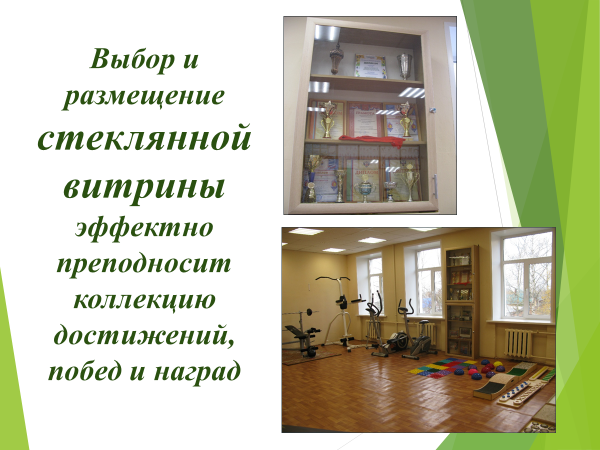 Выбор и
размещение
стеклянной
витрины
эффектно
преподносит
коллекцию
достижений,
побед и наград